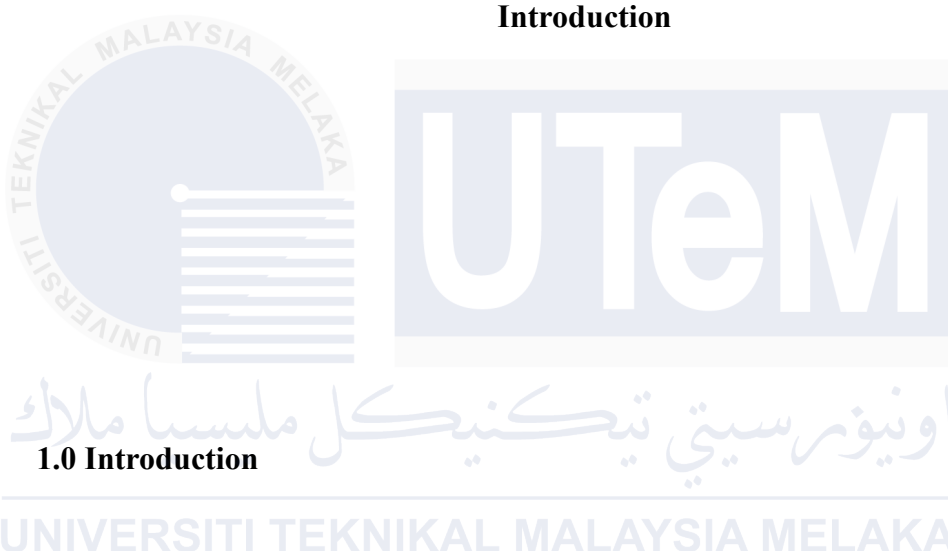 Introduction
UNIVERSITI TEKNIKAL MALAYSIA MELAKA
UTeM
اونيۏرسيتي تيكنيكل مليسيا ملاك
1.0 Introduction
UNIVERSITI TEKNIKAL MALAYSIA MELAKA